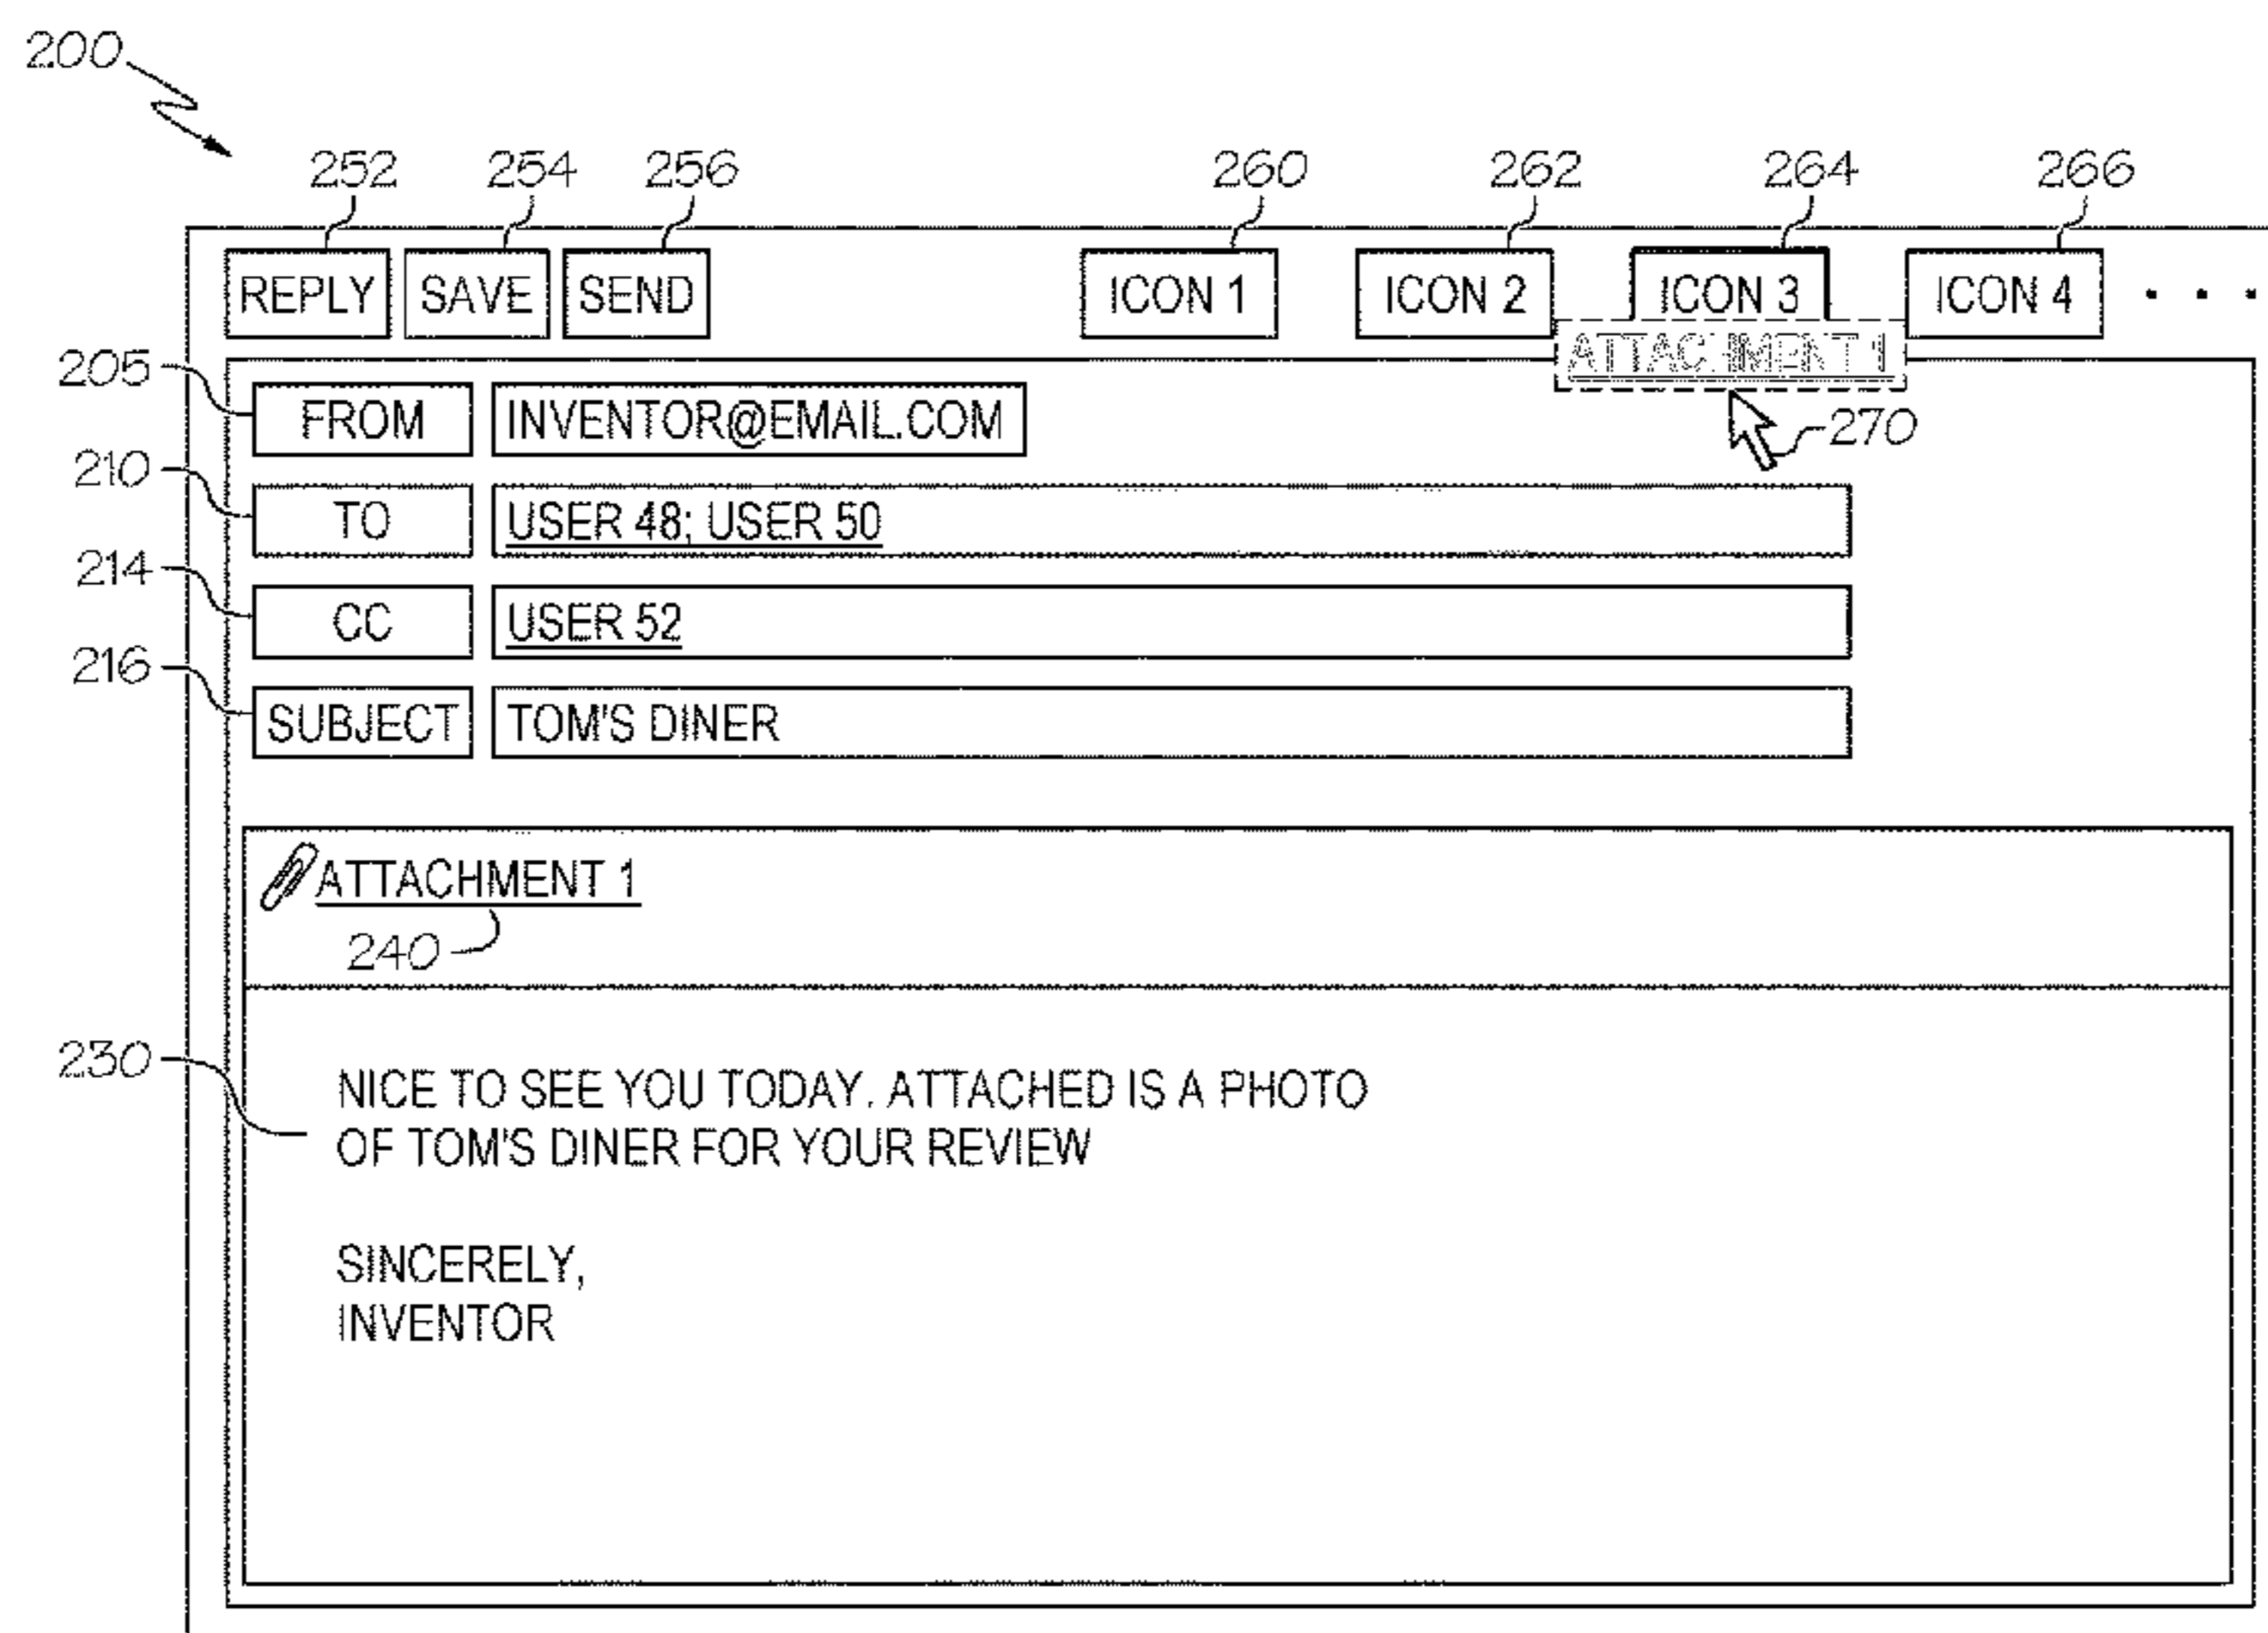 200
252 254 256 260 262 264 266
REPLY SAVE SEND ICON 1 ICON 2 ICON 3 ICON 4 . . .
ATTACHMENT 1
205 FROM INVENTOR@EMAIL.COM 270
210 TO USER 48; USER 50
214 CC USER 52
216 SUBJECT TOM'S DINER
ATTACHMENT 1
240
230
NICE TO SEE YOU TODAY. ATTACHED IS A PHOTO
OF TOM'S DINER FOR YOUR REVIEW
SINCERELY,
INVENTOR